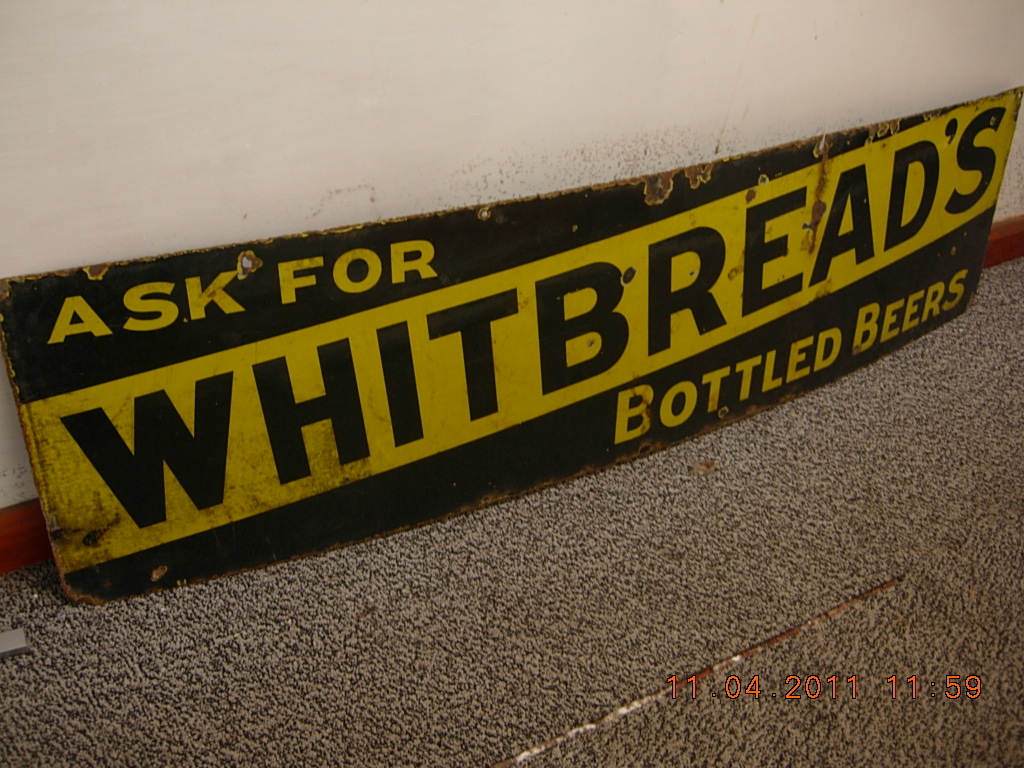 ASK FOR
WHITBREAD'S
BOTTLED BEERS
11.04.2011 11:59